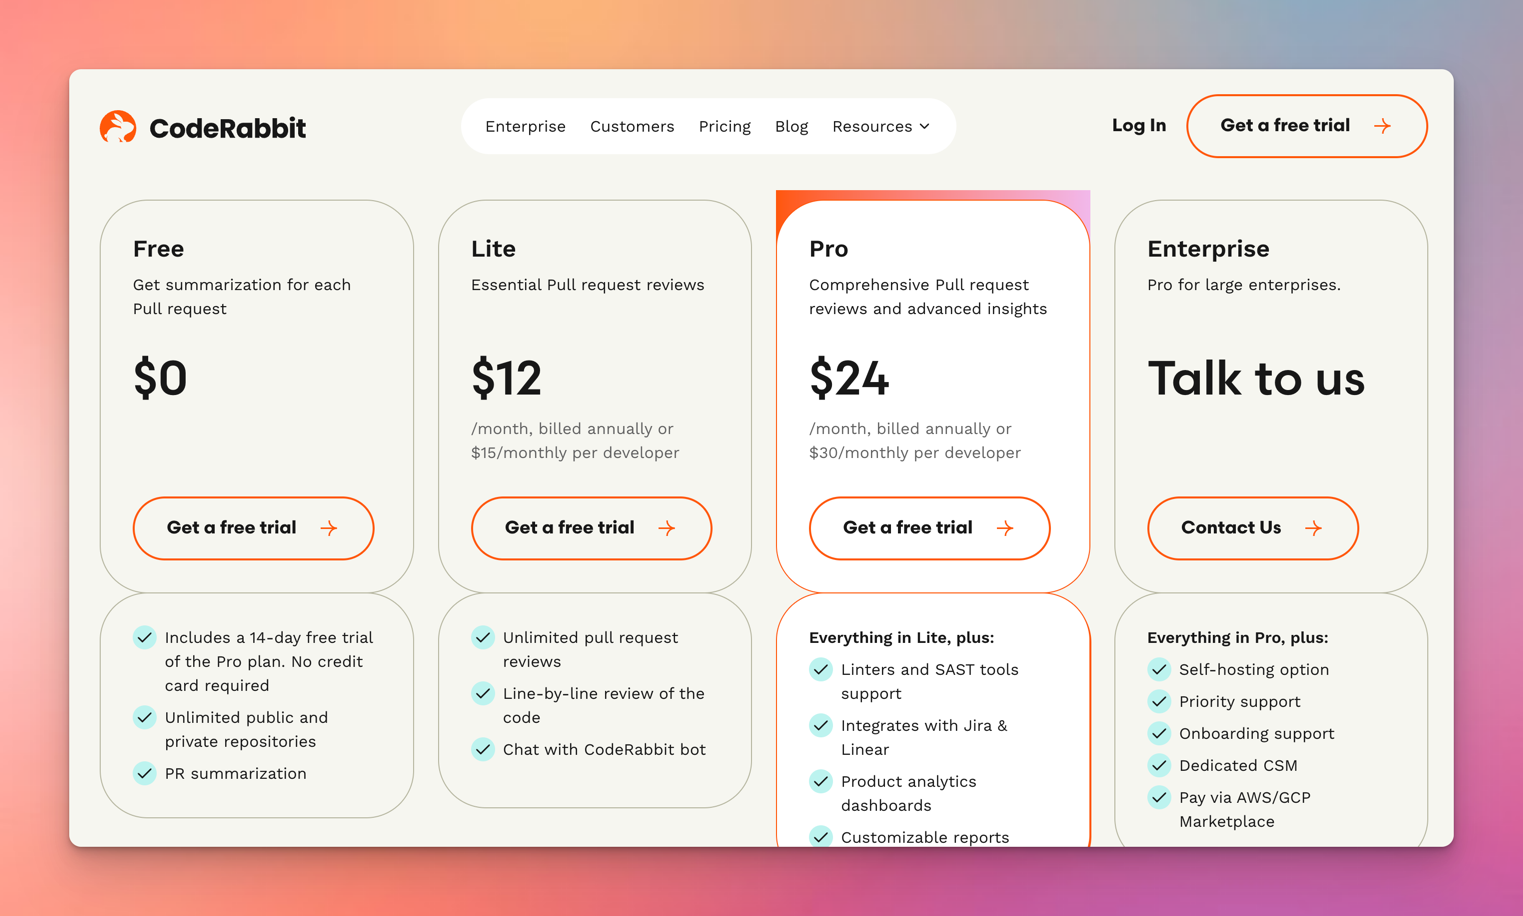 CodeRabbit
Enterprise Customers Pricing Blog Resources
Log In
Get a free trial
Free
Get summarization for each
Pull request
$0
Get a free trial
Includes a 14-day free trial
of the Pro plan. No credit
card required
Unlimited public and
private repositories
PR summarization
Lite
Essential Pull request reviews
$12
/month, billed annually or
$15/monthly per developer
Get a free trial
Unlimited pull request
reviews
Line-by-line review of the
code
Chat with CodeRabbit bot
Pro
Comprehensive Pull request
reviews and advanced insights
$24
/month, billed annually or
$30/monthly per developer
Get a free trial
Everything in Lite, plus:
Linters and SAST tools
support
Integrates with Jira &
Linear
Product analytics
dashboards
Customizable reports
Enterprise
Pro for large enterprises.
Talk to us
Contact Us
Everything in Pro, plus:
Self-hosting option
Priority support
Onboarding support
Dedicated CSM
Pay via AWS/GCP
Marketplace